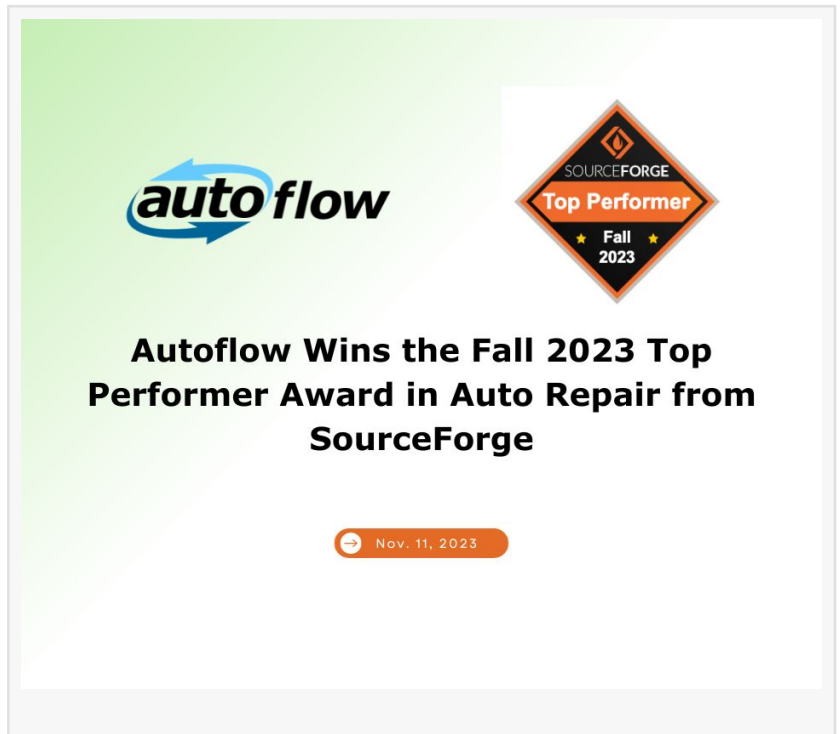 autoflow
SOURCEFORGE
Top Performer
Fall
2023
Autoflow Wins the Fall 2023 Top
Performer Award in Auto Repair from
SourceForge
Nov. 11, 2023